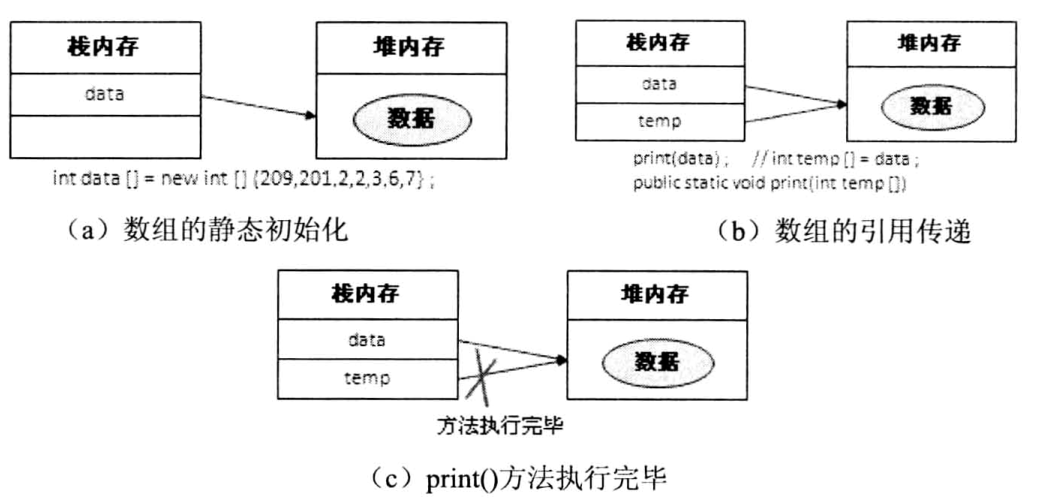 栈内存
堆内存
data
数据
int data [] = new int [] {209,201,2,2,3,6,7} ;
（a）数组的静态初始化
栈内存
堆内存
data
temp
数据
print(data) ; // int temp [] = data ;
public static void print(int temp [])
（b）数组的引用传递
栈内存
堆内存
data
temp
数据
方法执行完毕
（c）print()方法执行完毕